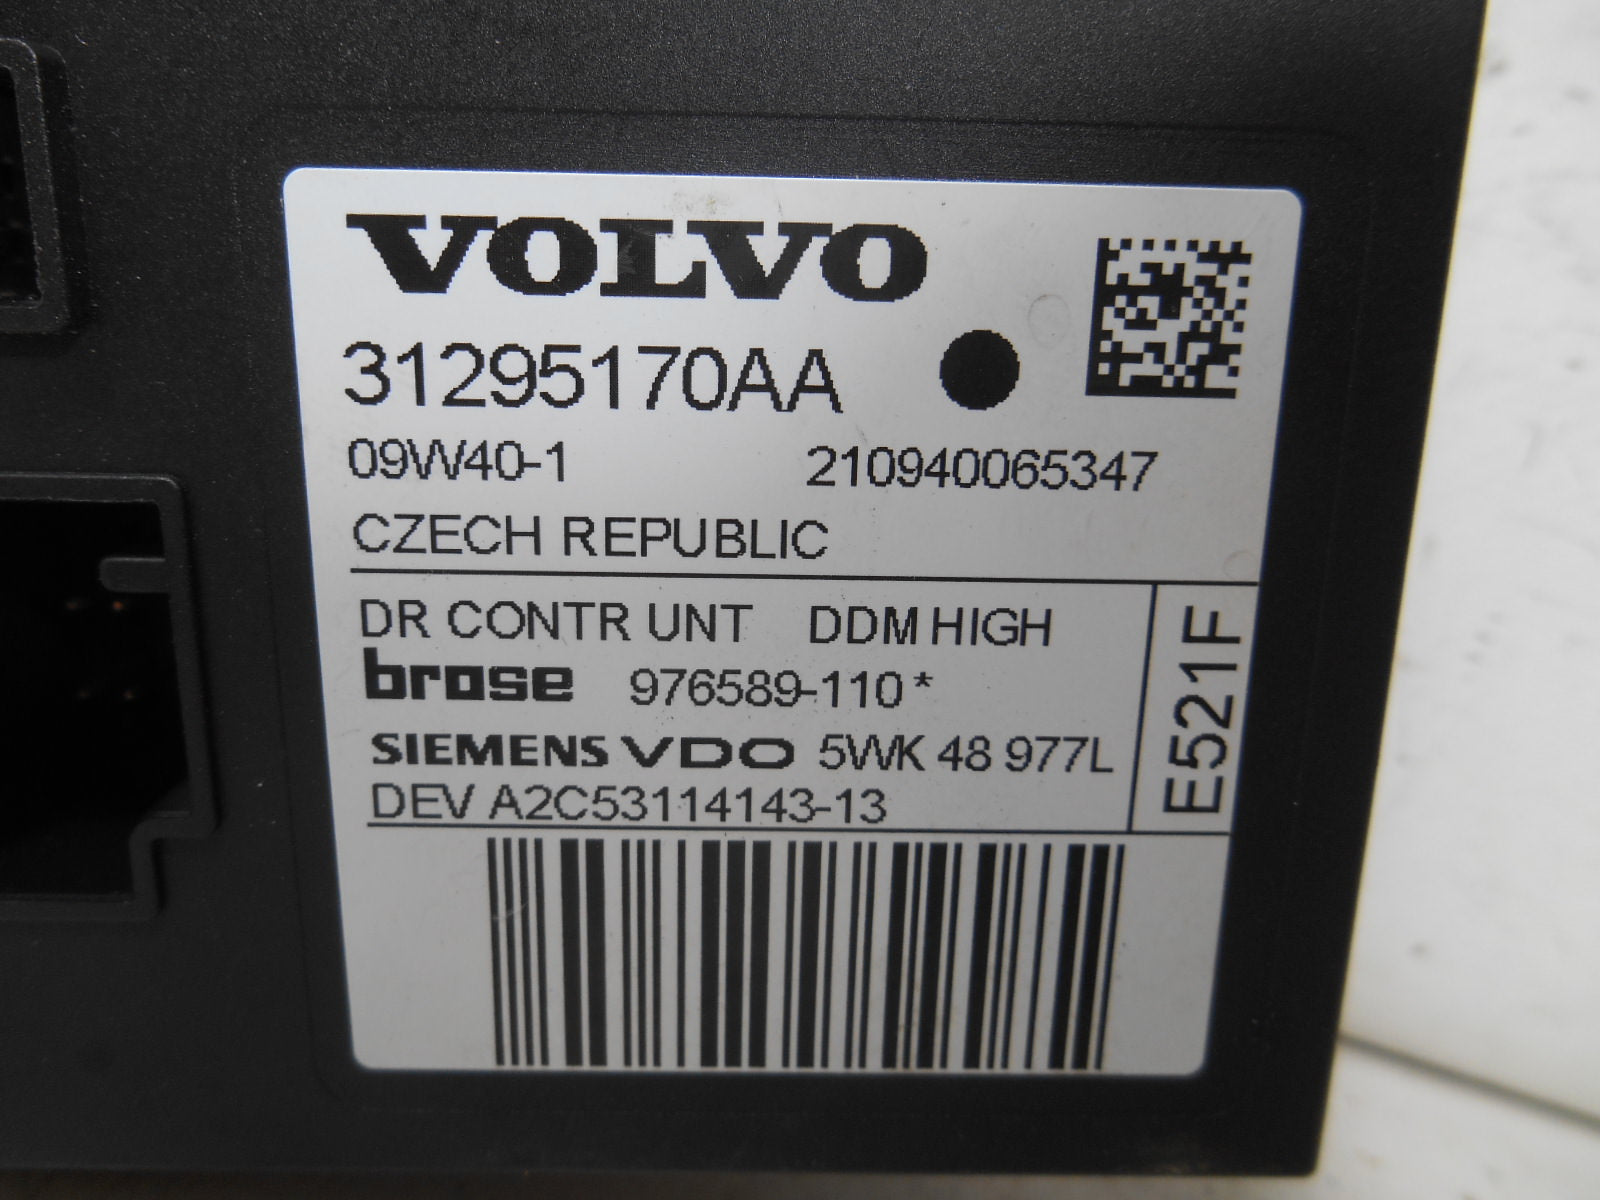 VOLVO
31295170AA
09W40-1 210940065347
CZECH REPUBLIC
DR CONTR UNT DDM HIGH
brose 976589-110*
SIEMENS VDO 5WK 48 977L
DEV A2C53114143-13
E521F